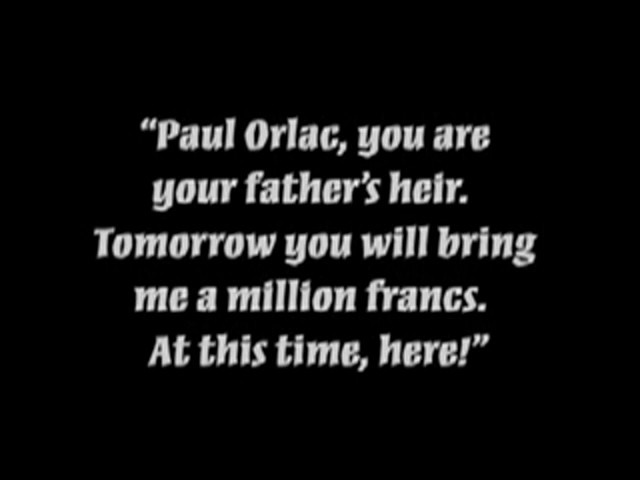 “Paul Orlac, you are
your father’s heir.
Tomorrow you will bring
me a million francs.
At this time, here!”